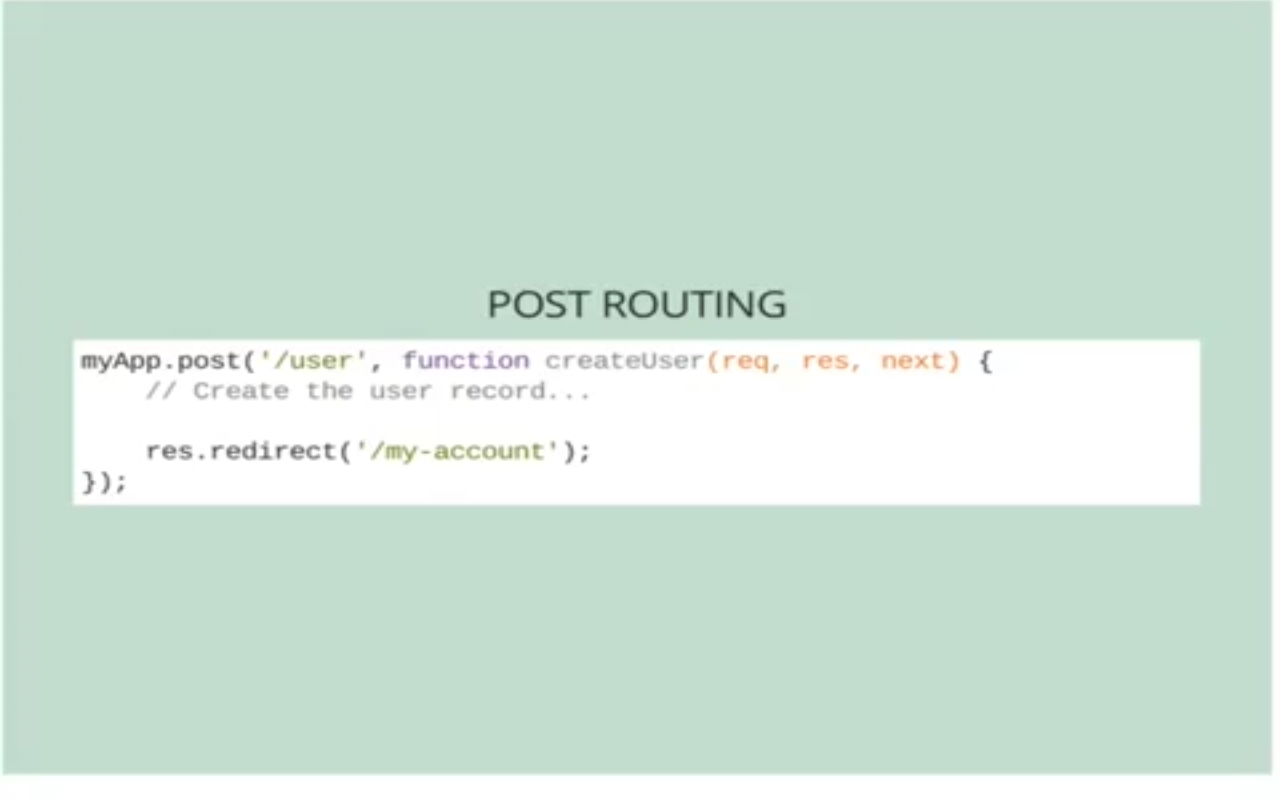 POST ROUTING
myApp.post('/user', function createUser(req, res, next) {
    // Create the user record...
    res.redirect('/my-account');
});